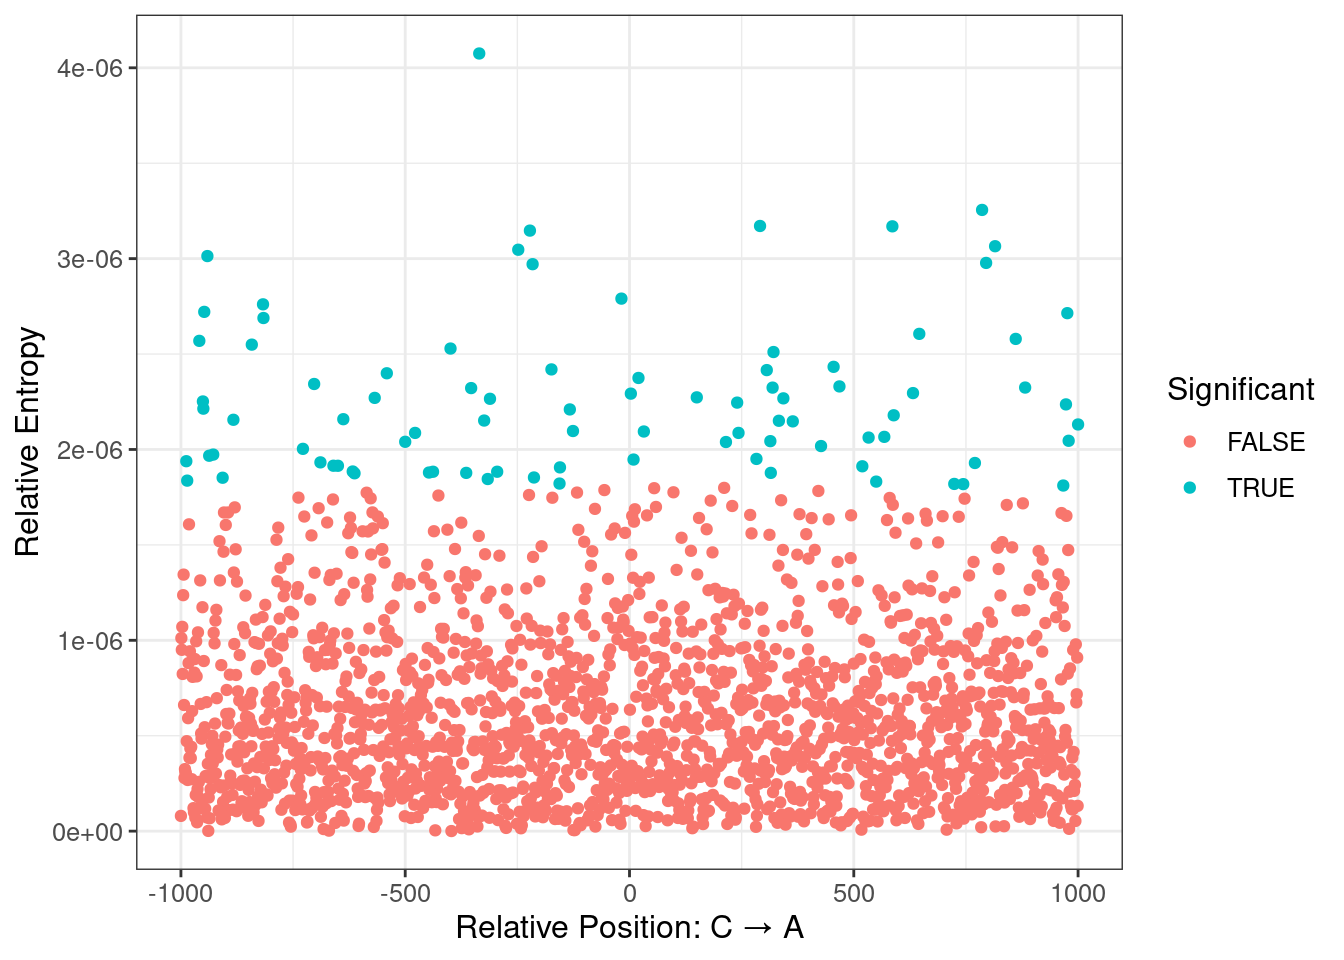 4e-06
3e-06
2e-06
1e-06
0e+00
Relative Entropy
-1000
-500
0
500
1000
Relative Position: C → A
Significant
FALSE
TRUE